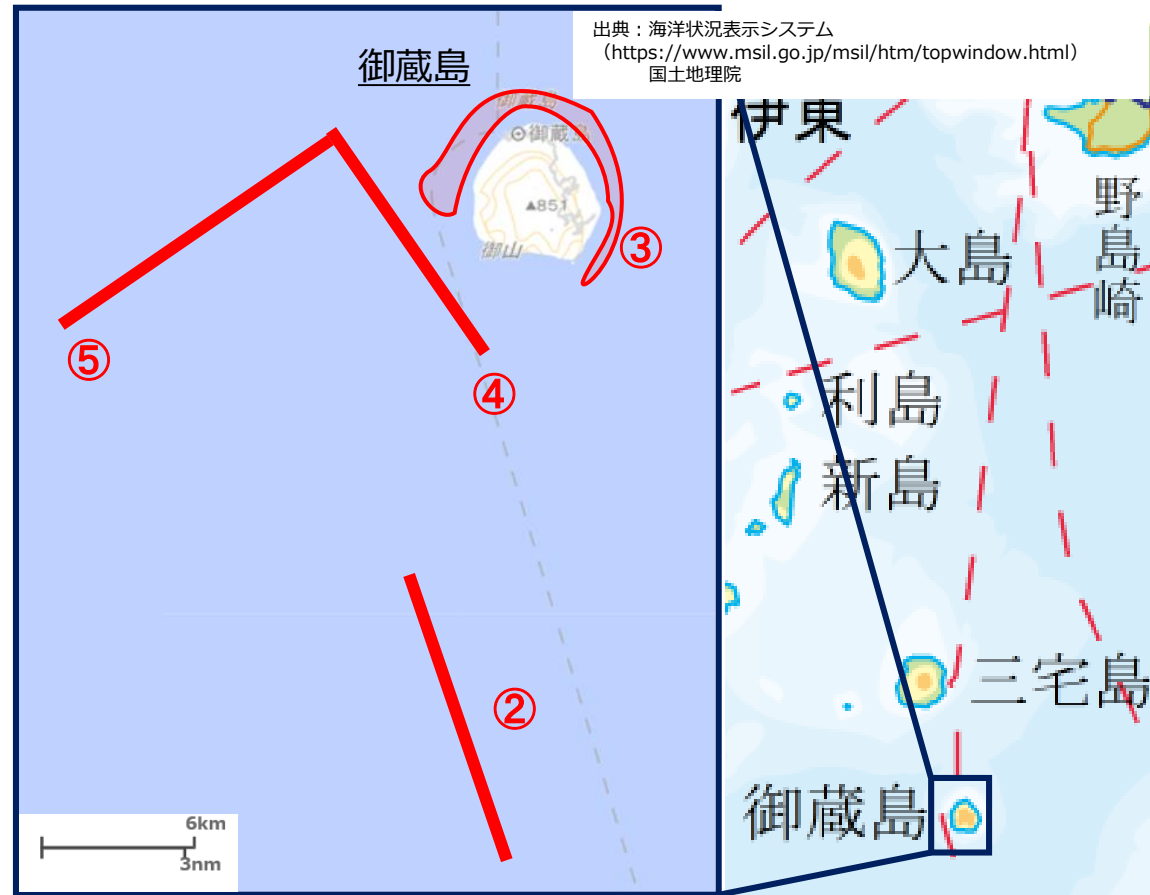 出典：海洋状況表示システム
（https://www.msil.go.jp/msil/htm/topwindow.html）
国土地理院
御蔵島
御蔵島
御蔵島
▲851
御山
③
⑤
④
②
6km
3nm
伊東
野島崎
大島
利島
新島
三宅島
御蔵島